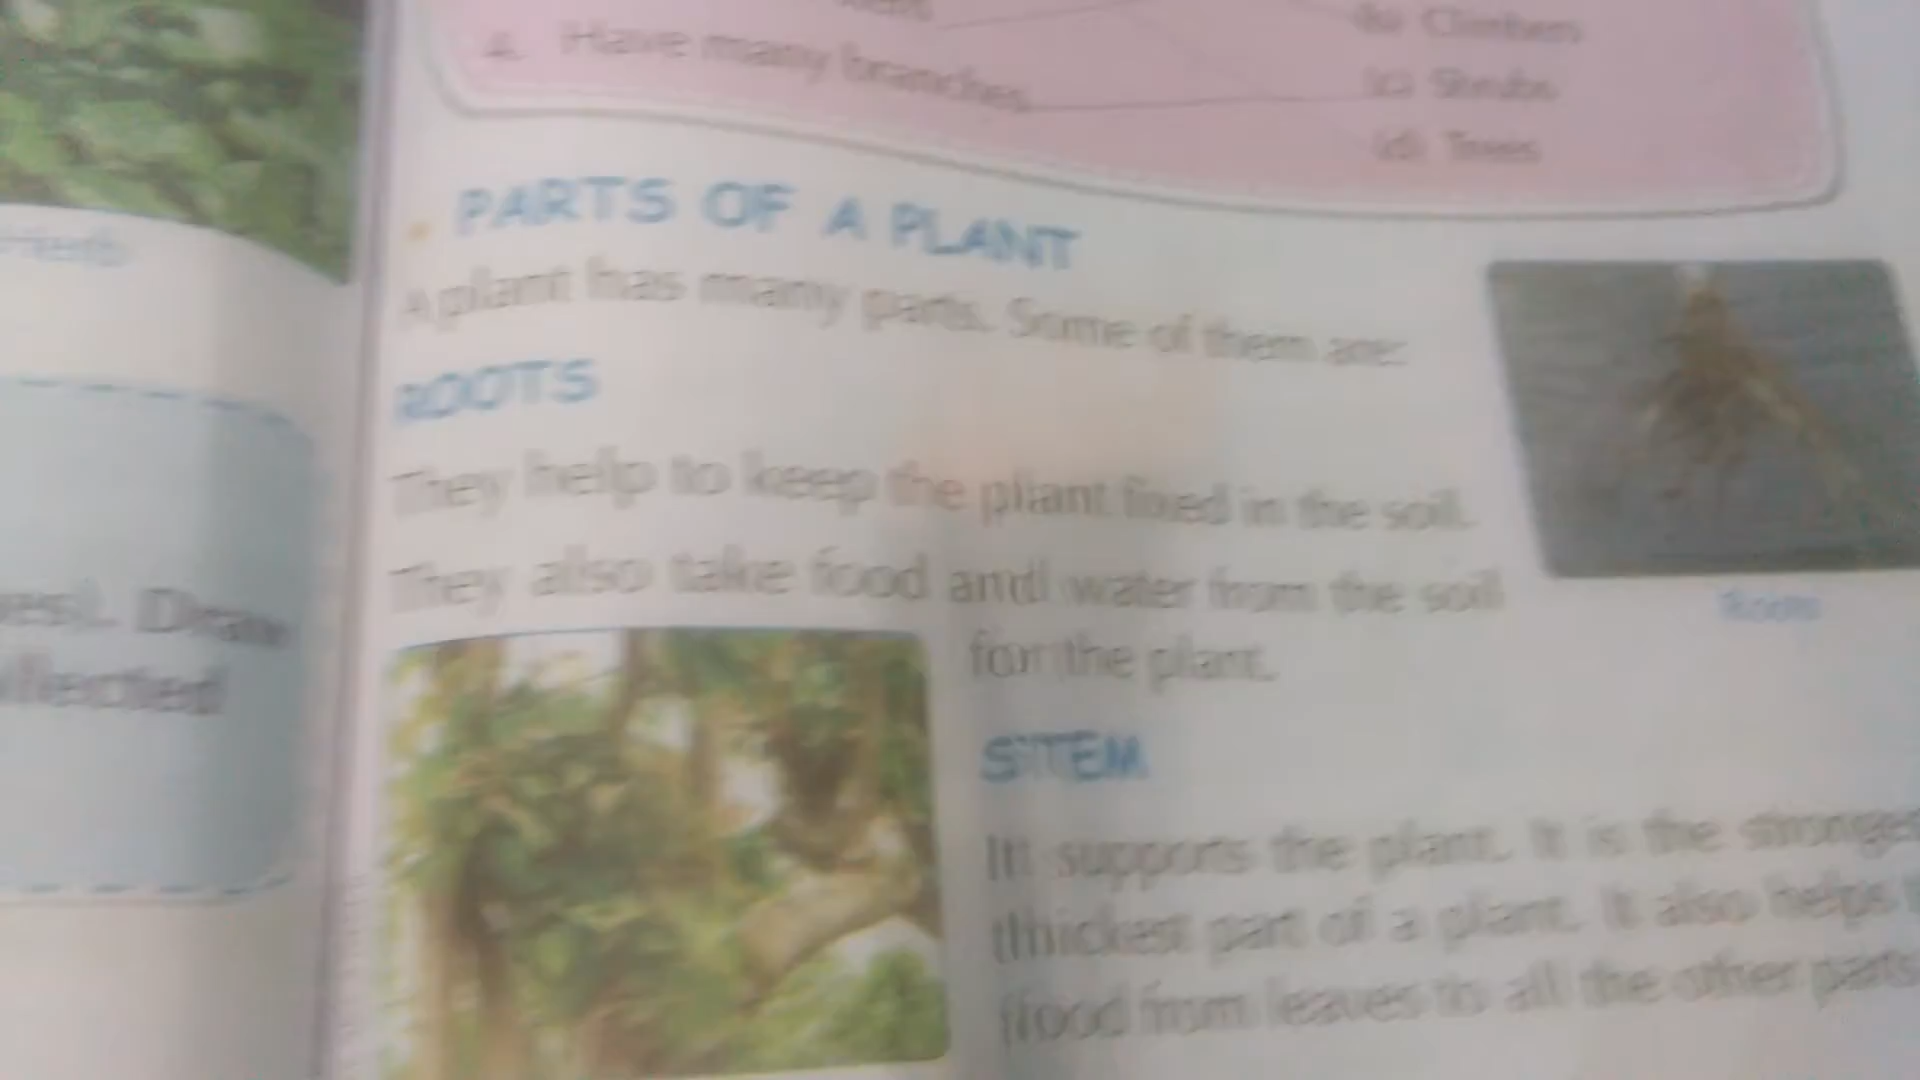 Herb
Draw
4. Have many branches
(b) Climbers
(c) Shrubs
(d) Trees
PARTS OF A PLANT
A plant has many parts. Some of them are:
ROOTS
They help to keep the plant fixed in the soil.
They also take food and water from the soil
for the plant.
Roots
STEM
It supports the plant. It is the
thickest part of a plant. It also helps
food from leaves to all the other parts